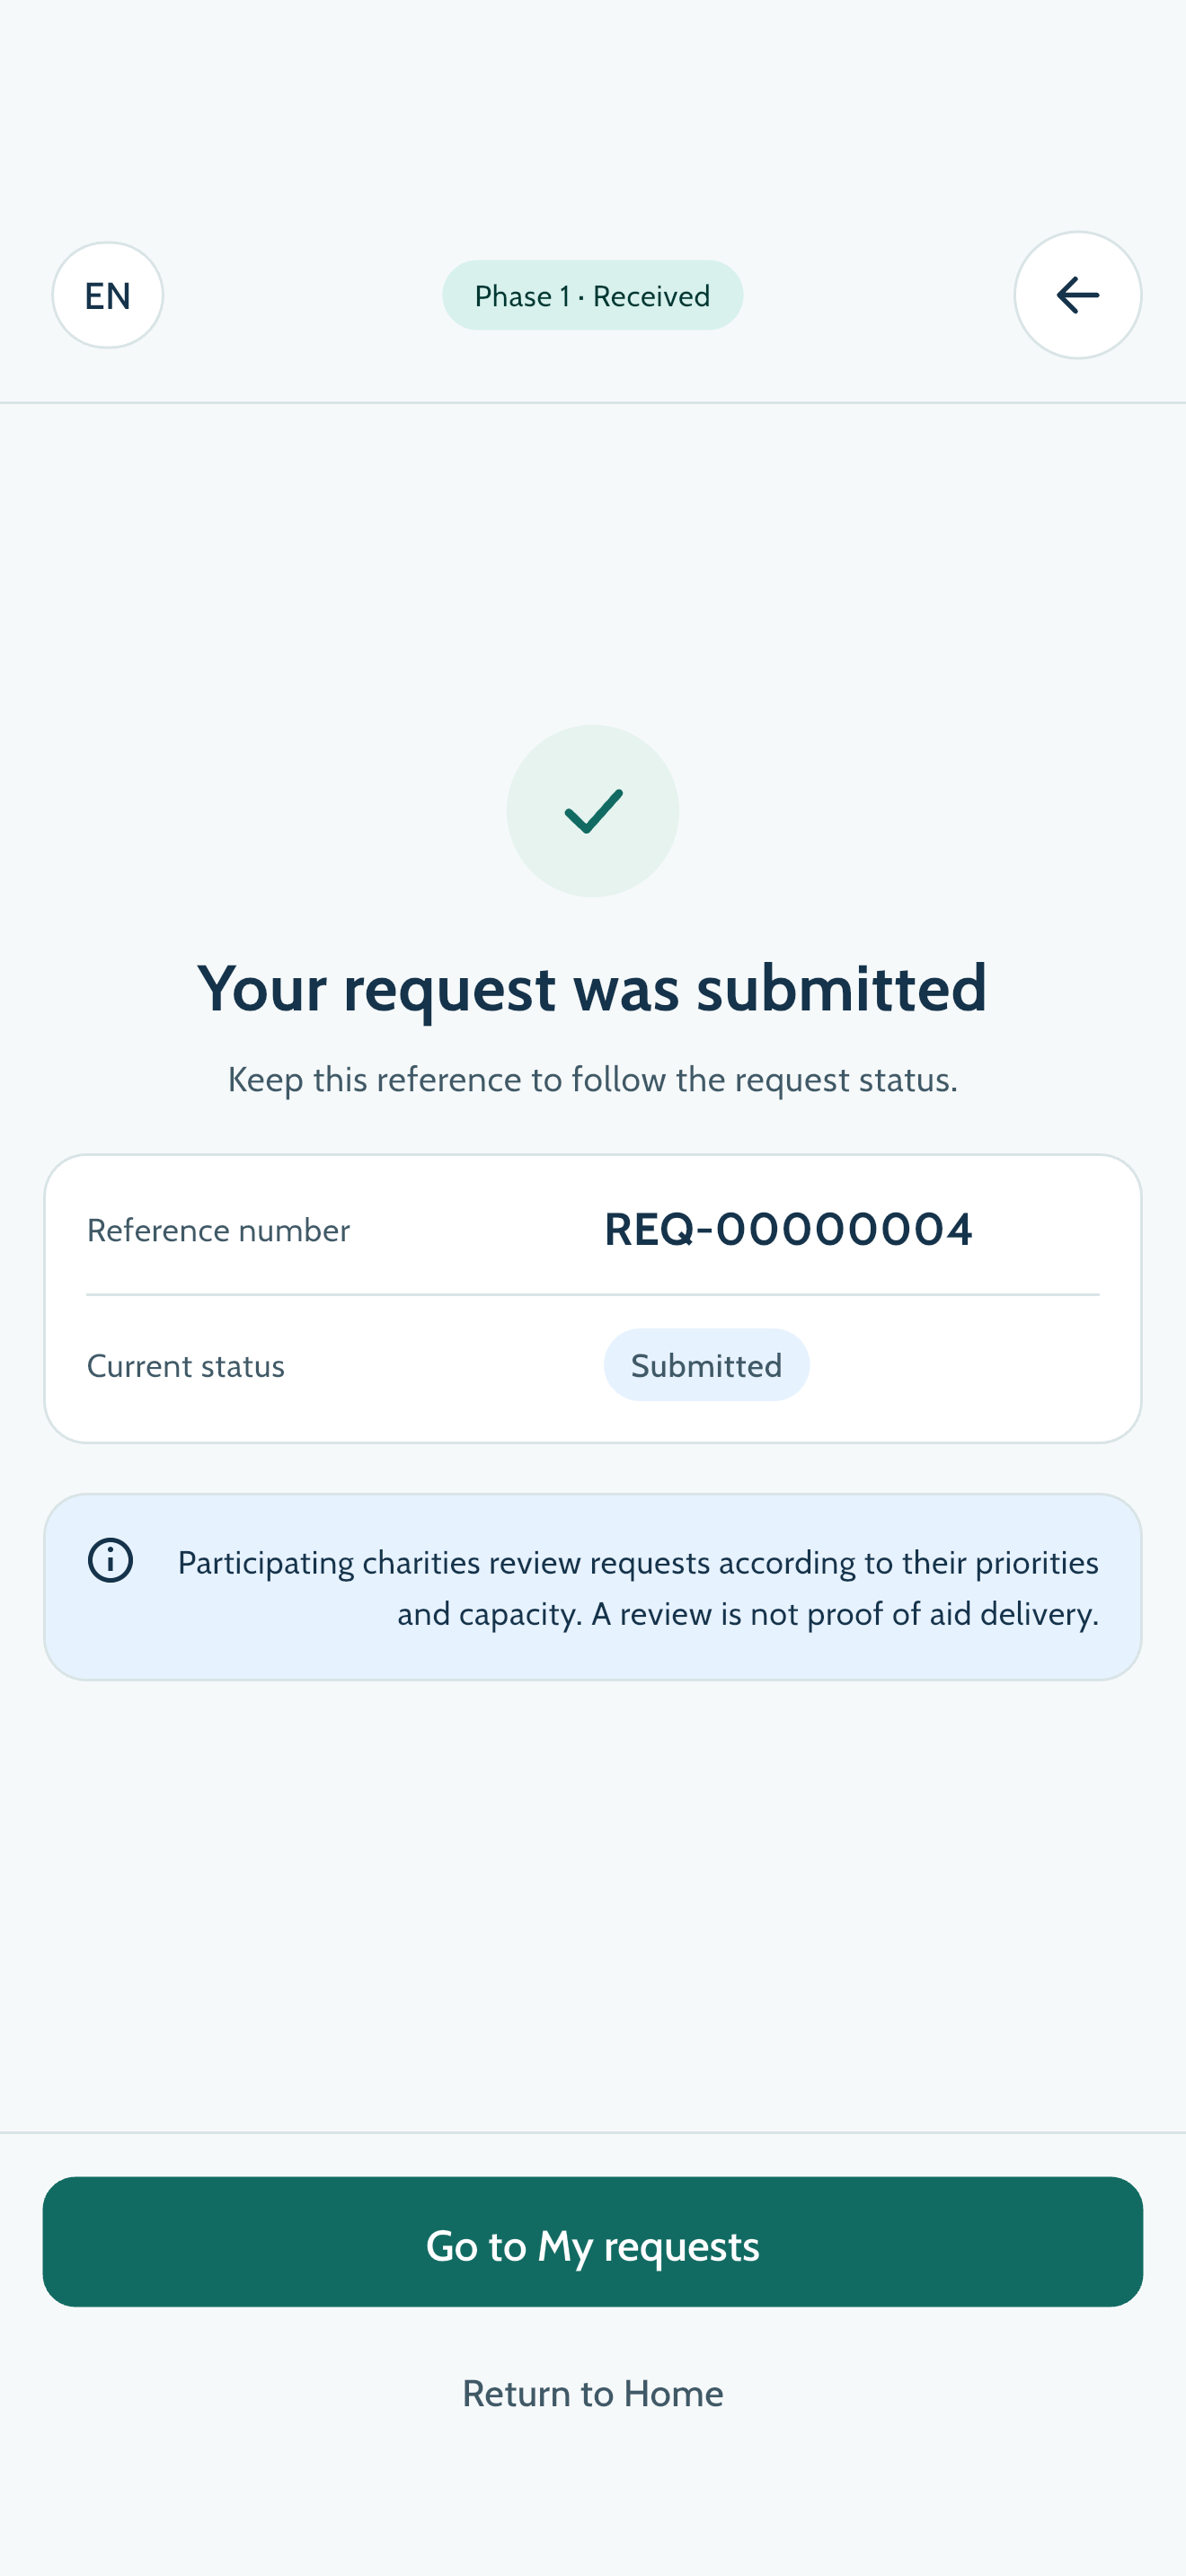 EN
Phase 1 · Received
Your request was submitted
Keep this reference to follow the request status.
Reference number
REQ-00000004
Current status
Submitted
Participating charities review requests according to their priorities
and capacity. A review is not proof of aid delivery.
Go to My requests
Return to Home